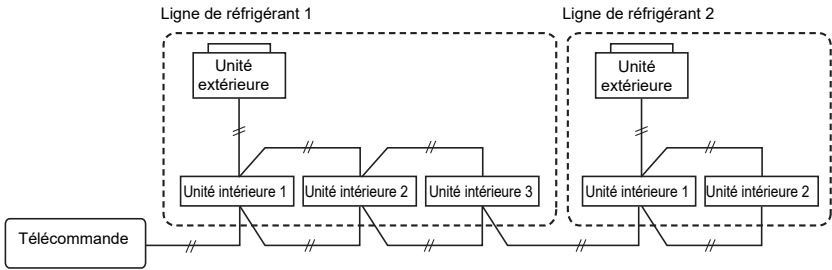 Ligne de réfrigérant 1
Ligne de réfrigérant 2
Unité
extérieure
Unité
extérieure
Unité intérieure 1
Unité intérieure 2
Unité intérieure 3
Unité intérieure 1
Unité intérieure 2
Télécommande